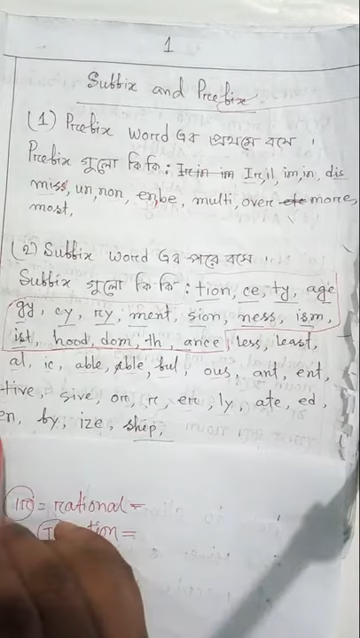 1
Suffix and Prefix
(1) Prefix word এর প্রথমে বসে ।
Prefix গুলো কি কি : Ir, il, im, in, dis
miss, un, non, en, be, multi, over more,
most,
(2) Suffix word এর পরে বসে ।
Suffix গুলো কি কি : tion, ce, ty, age
gy, cy, ry, ment, sion, ness, ism,
ist, hood, dom, th, ance less, least,
al, ic, able, ible, ful, ous, ant, ent,
tive, sive, or, er, ly, ate, ed,
en, fy, ize, ship,
Ir = rational =
tion =